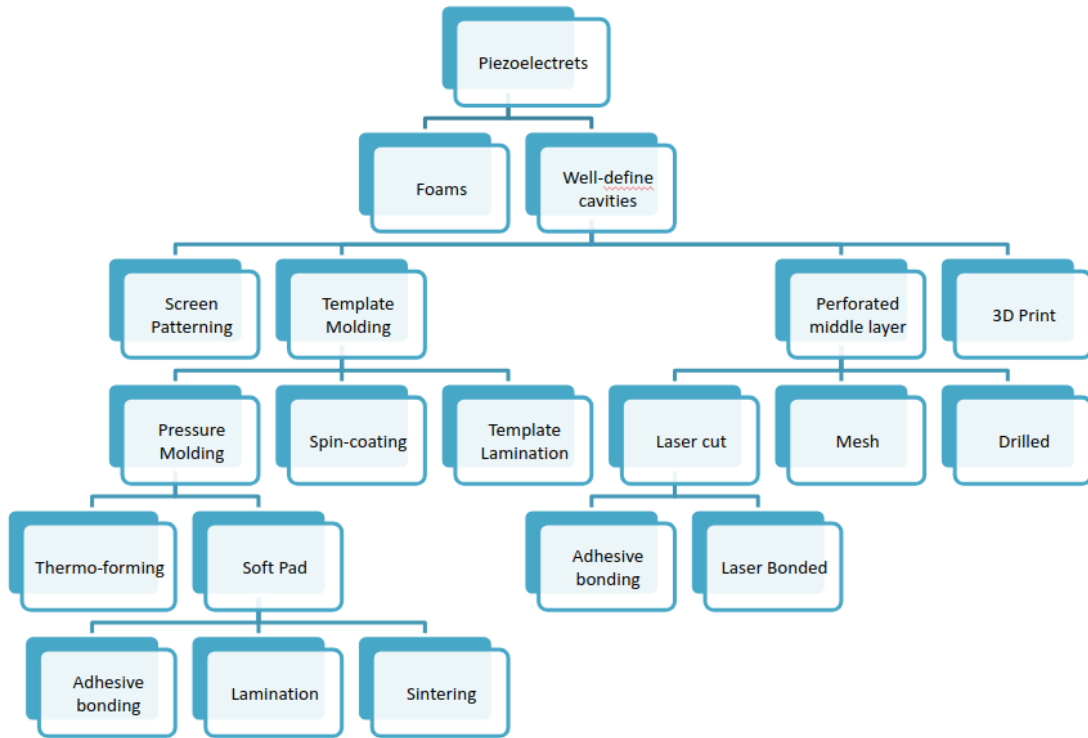 Piezoelectrets
Foams
Well-define
cavities
Screen
Patterning
Template
Molding
Perforated
middle layer
3D Print
Pressure
Molding
Spin-coating
Template
Lamination
Laser cut
Mesh
Drilled
Thermo-forming
Soft Pad
Adhesive
bonding
Laser Bonded
Adhesive
bonding
Lamination
Sintering